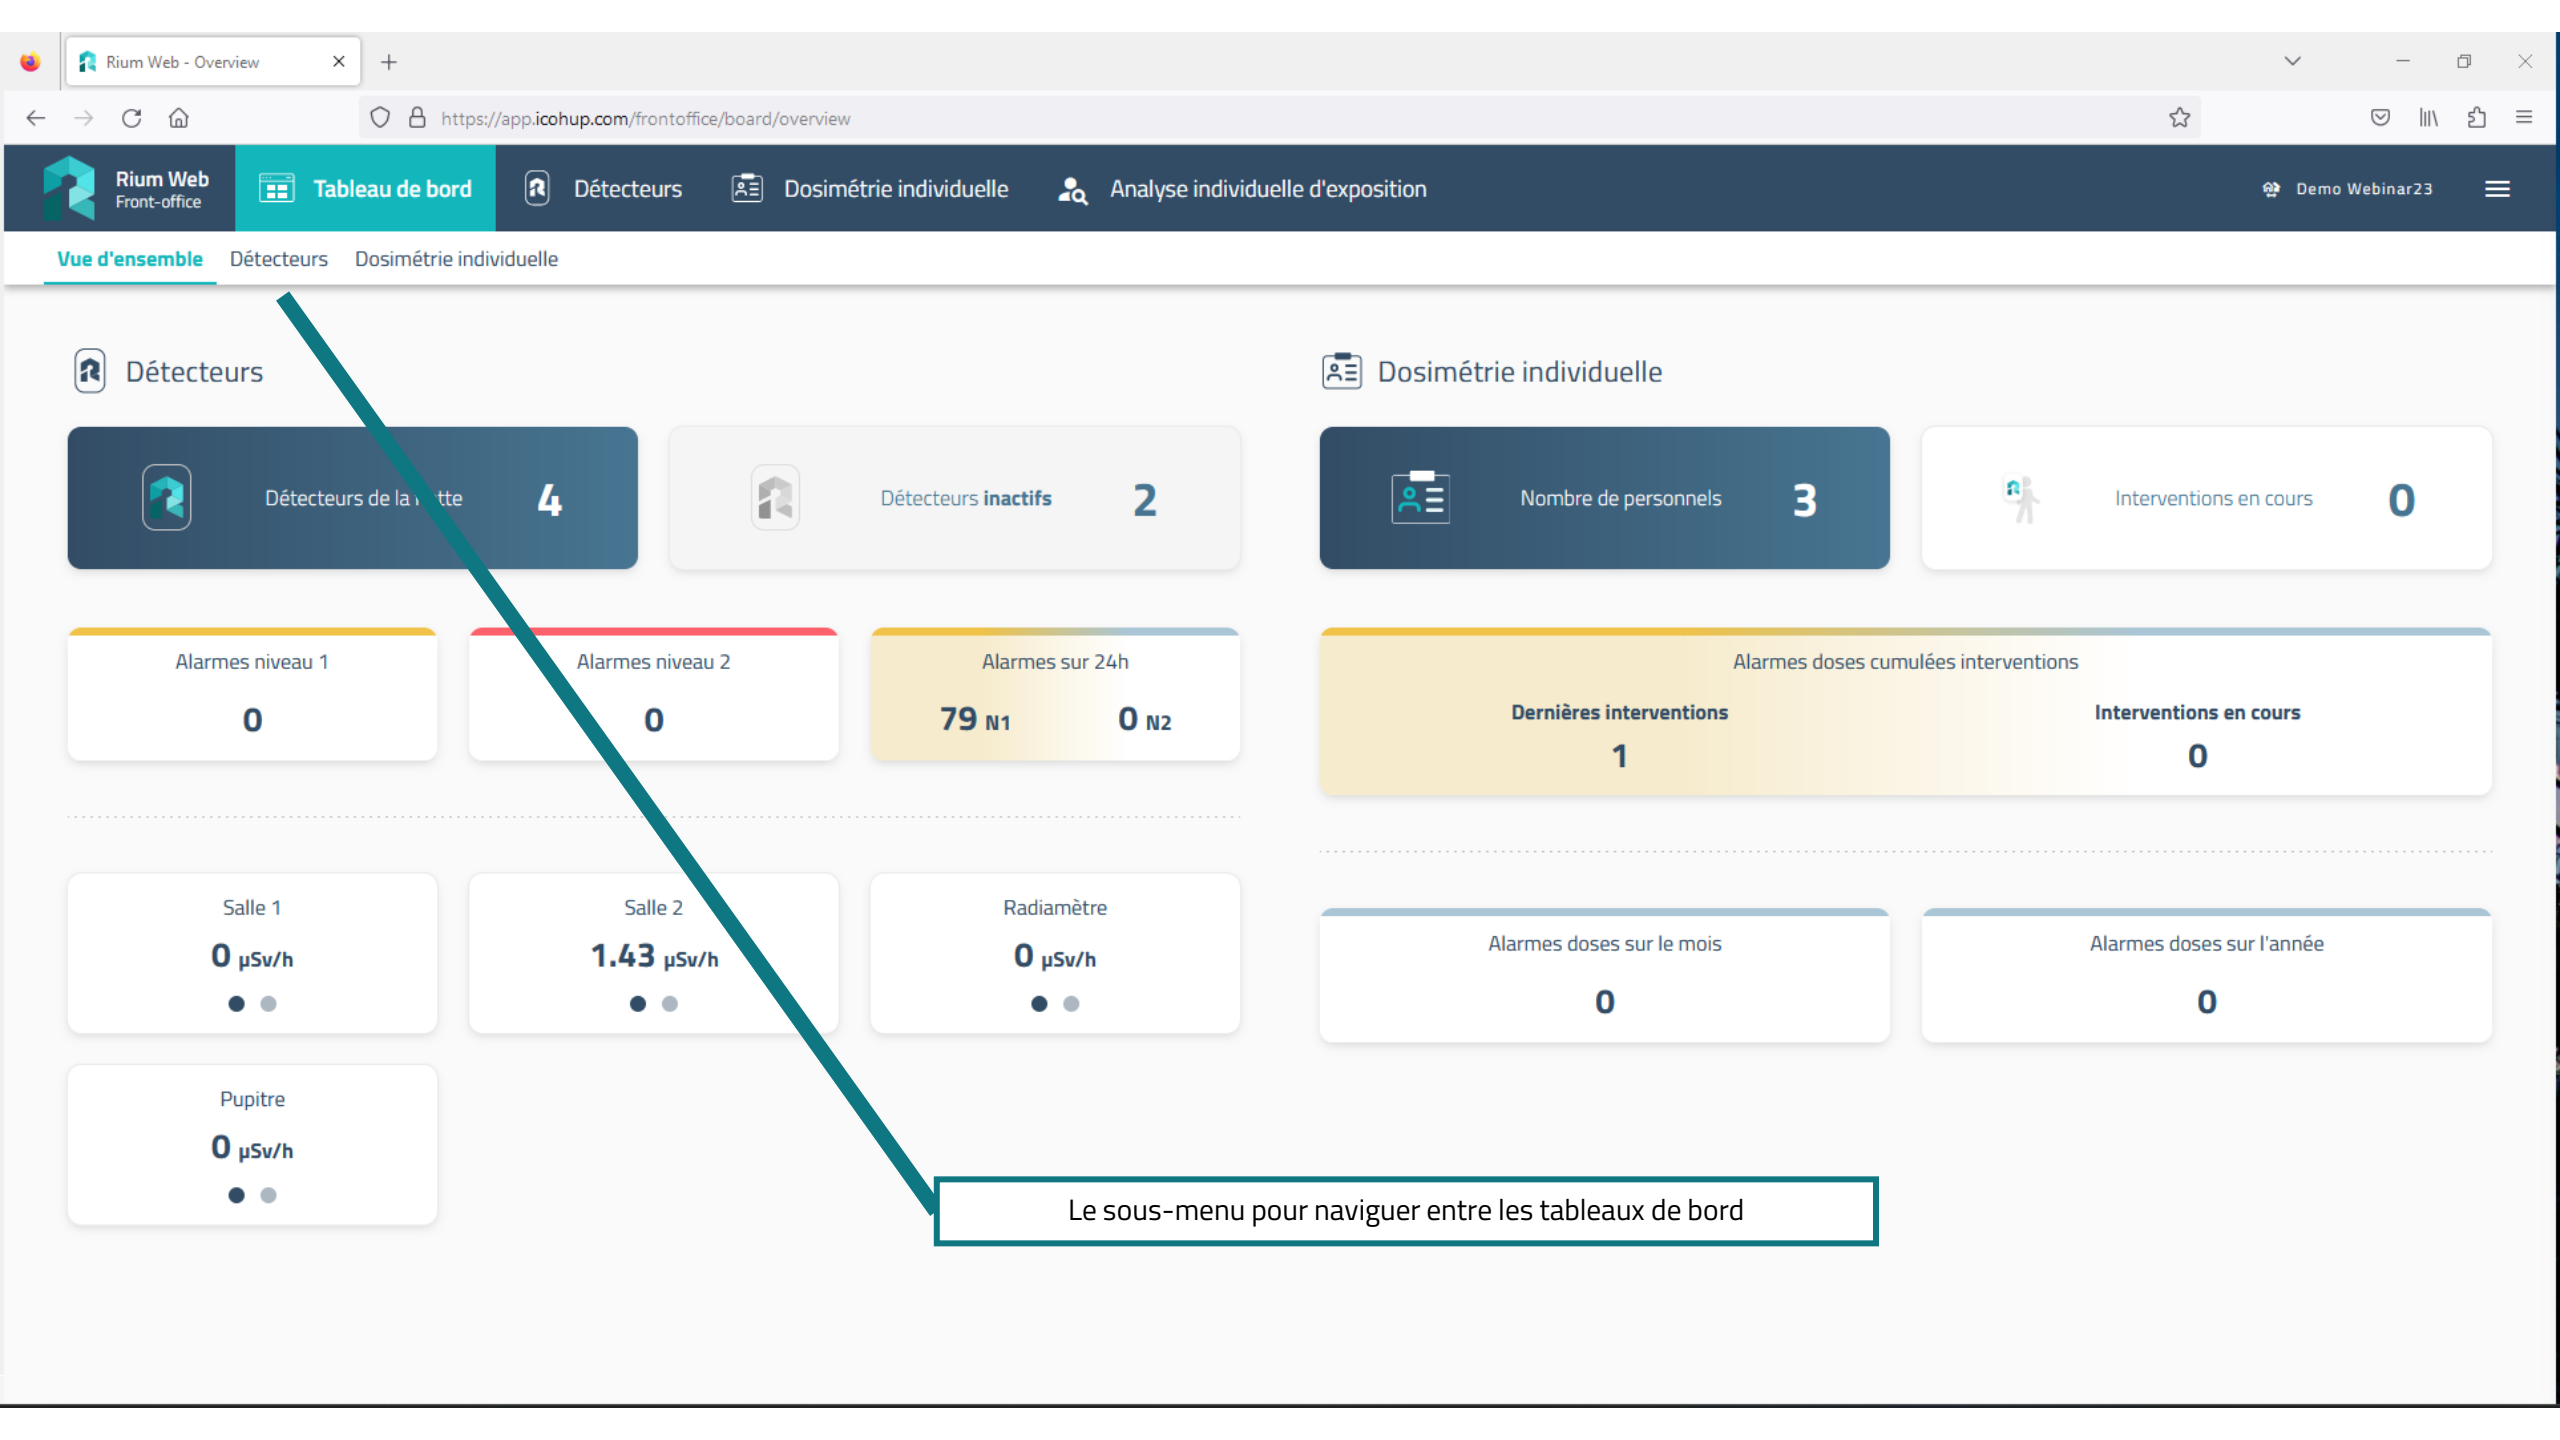 Rium Web - Overview
https://app.icohup.com/frontoffice/board/overview
Rium Web
Front-office
Tableau de bord
Détecteurs
Dosimétrie individuelle
Analyse individuelle d'exposition
Demo Webinar23
Vue d'ensemble
Détecteurs
Dosimétrie individuelle
Détecteurs
Détecteurs de la
4
Détecteurs inactifs
2
Alarmes niveau 1
0
Alarmes niveau 2
0
Alarmes sur 24h
79 N1
0 N2
Salle 1
0 µSv/h
Salle 2
1.43 µSv/h
Radiamètre
0 µSv/h
Pupitre
0 µSv/h
Dosimétrie individuelle
Nombre de personnels
3
Interventions en cours
0
Alarmes doses cumulées interventions
Dernières interventions
1
Interventions en cours
0
Alarmes doses sur le mois
0
Alarmes doses sur l'année
0
Le sous-menu pour naviguer entre les tableaux de bord